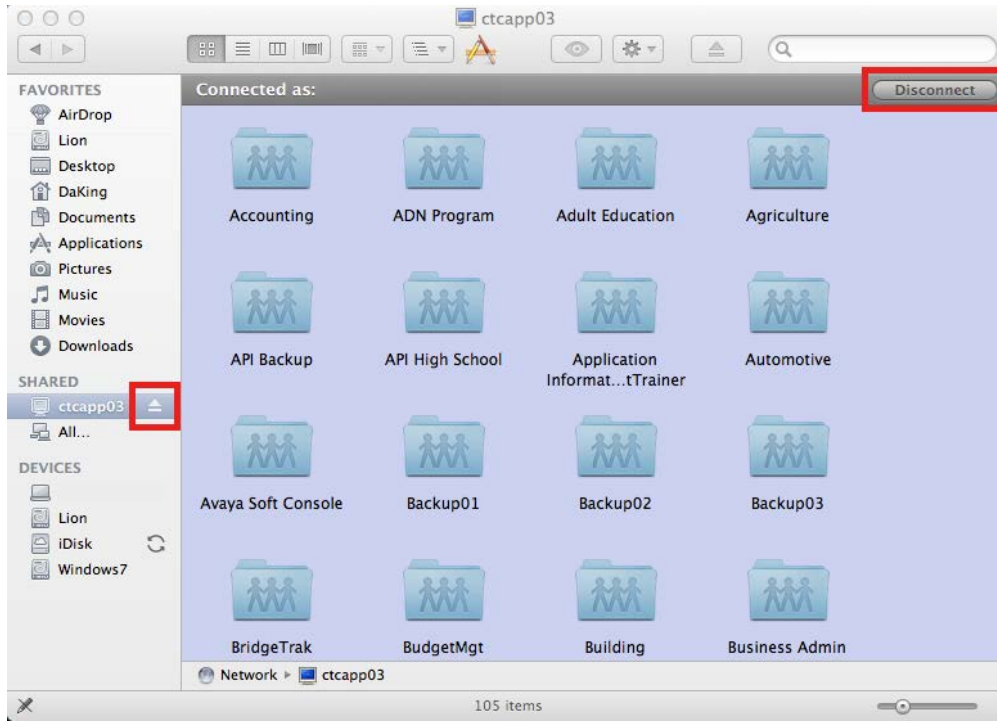 ctcapp03
FAVORITES
AirDrop
Lion
Desktop
DaKing
Documents
Applications
Pictures
Music
Movies
Downloads
SHARED
ctcapp03
All...
DEVICES
Lion
iDisk
Windows7
Connected as:
Disconnect
Accounting
ADN Program
Adult Education
Agriculture
API Backup
API High School
Application
Informat...tTrainer
Automotive
Avaya Soft Console
Backup01
Backup02
Backup03
BridgeTrak
BudgetMgt
Building
Business Admin
Network ▸ ctcapp03
105 items